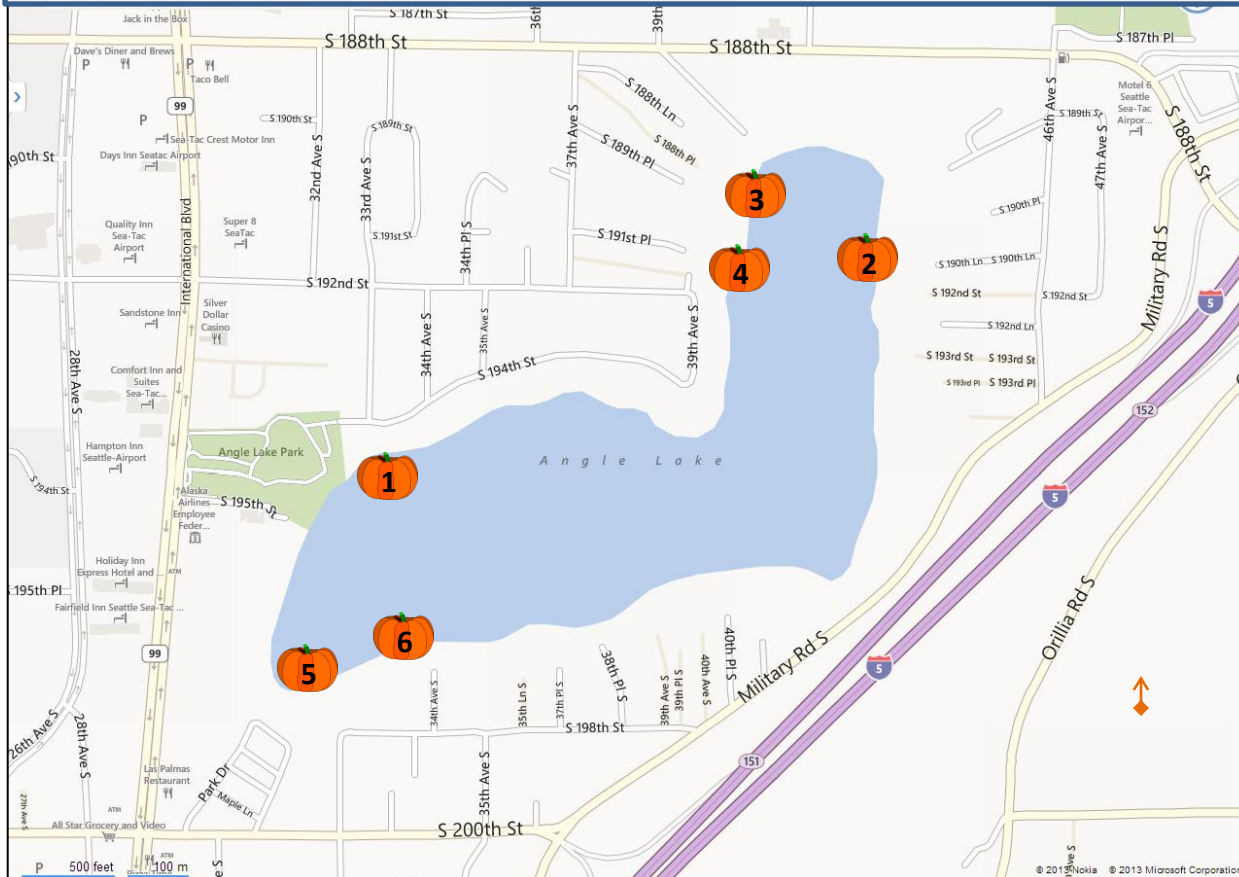 S 187th St
36th
39th
Jack in the Box
S 188th St
S 188th St
S 187th Pl
Dave's Diner and Brews
P
P
Taco Bell
Motel 6
Seattle
Sea-Tac
Airpor...
99
P
S 188th Ln
S 188th St
46th Ave S
S 189th St
S 190th St
S 189th St
37th Ave S
S 188th Pl
S 189th Pl
47th Ave S
Sea-Tac Crest Motor Inn
Days Inn Seatac Airport
190th St
32nd Ave S
33rd Ave S
3
S 190th Pl
Quality Inn
Sea-Tac
Airport
Super 8
SeaTac
S 191st St
34th Pl S
S 191st Pl
4
2
S 190th Ln
S 190th Ln
Military Rd S
International Blvd
S 192nd St
S 192nd St
S 192nd St
5
Sandstone Inn
Silver
Dollar
Casino
34th Ave S
35th Ave S
39th Ave S
S 192nd Ln
28th Ave S
S 194th St
S 193rd St
S 193rd St
S 193rd Pl
S 193rd Pl
Comfort Inn and
Suites
Sea-Tac...
152
Hampton Inn
Seattle-Airport
Angle Lake Park
Angle Lake
1
S 194th St
S 195th St
Alaska
Airlines
Employee
Feder...
5
Holiday Inn
Express Hotel and ...
ATM
S 195th Pl
Fairfield Inn Seattle Sea-Tac ...
99
6
5
5
Orillia Rd S
38th Pl S
40th Pl S
Military Rd S
34th Ave S
35th Ln S
37th Pl S
39th Ave S
39th Pl S
40th Ave S
26th Ave S
28th Ave S
S 198th St
151
Las Palmas
Restaurant
Park Dr
Maple Ln
35th Ave S
27th Ave S
ATM
All Star Grocery and Video
S 200th St
P
500 feet
100 m
ATM
© 2013 Nokia © 2013 Microsoft Corporation